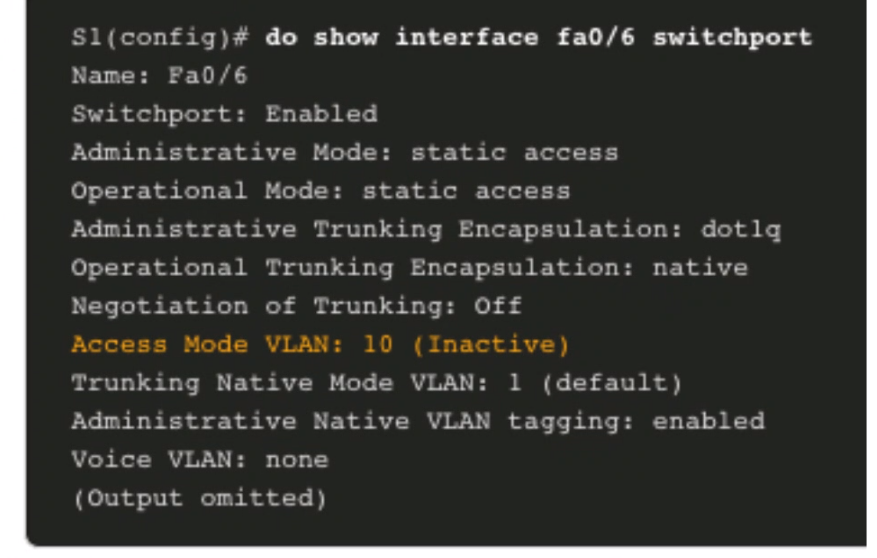 S1(config)# do show interface fa0/6 switchport
Name: Fa0/6
Switchport: Enabled
Administrative Mode: static access
Operational Mode: static access
Administrative Trunking Encapsulation: dot1q
Operational Trunking Encapsulation: native
Negotiation of Trunking: Off
Access Mode VLAN: 10 (Inactive)
Trunking Native Mode VLAN: 1 (default)
Administrative Native VLAN tagging: enabled
Voice VLAN: none
(Output omitted)